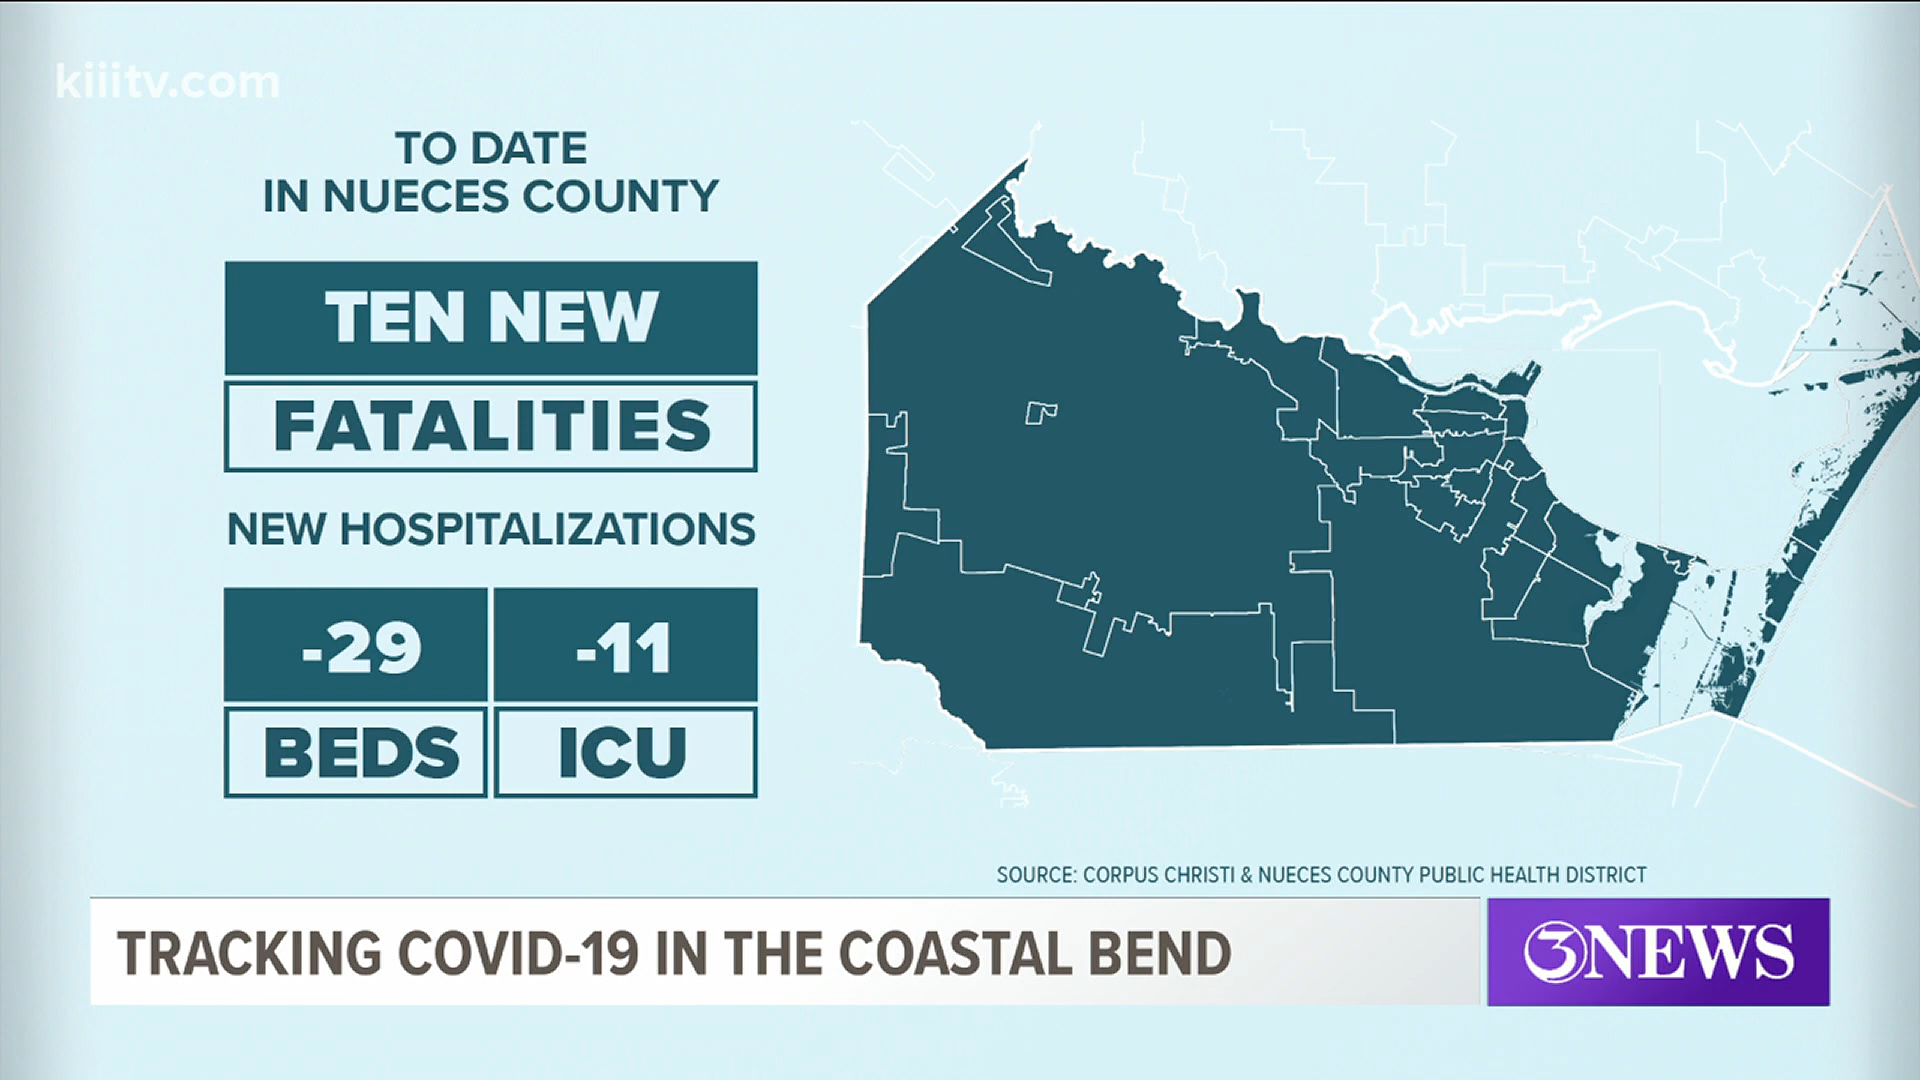 kiiitv.com
TO DATE
IN NUECES COUNTY
TEN NEW
FATALITIES
NEW HOSPITALIZATIONS
-29
BEDS
-11
ICU
SOURCE: CORPUS CHRISTI & NUECES COUNTY PUBLIC HEALTH DISTRICT
TRACKING COVID-19 IN THE COASTAL BEND
3NEWS